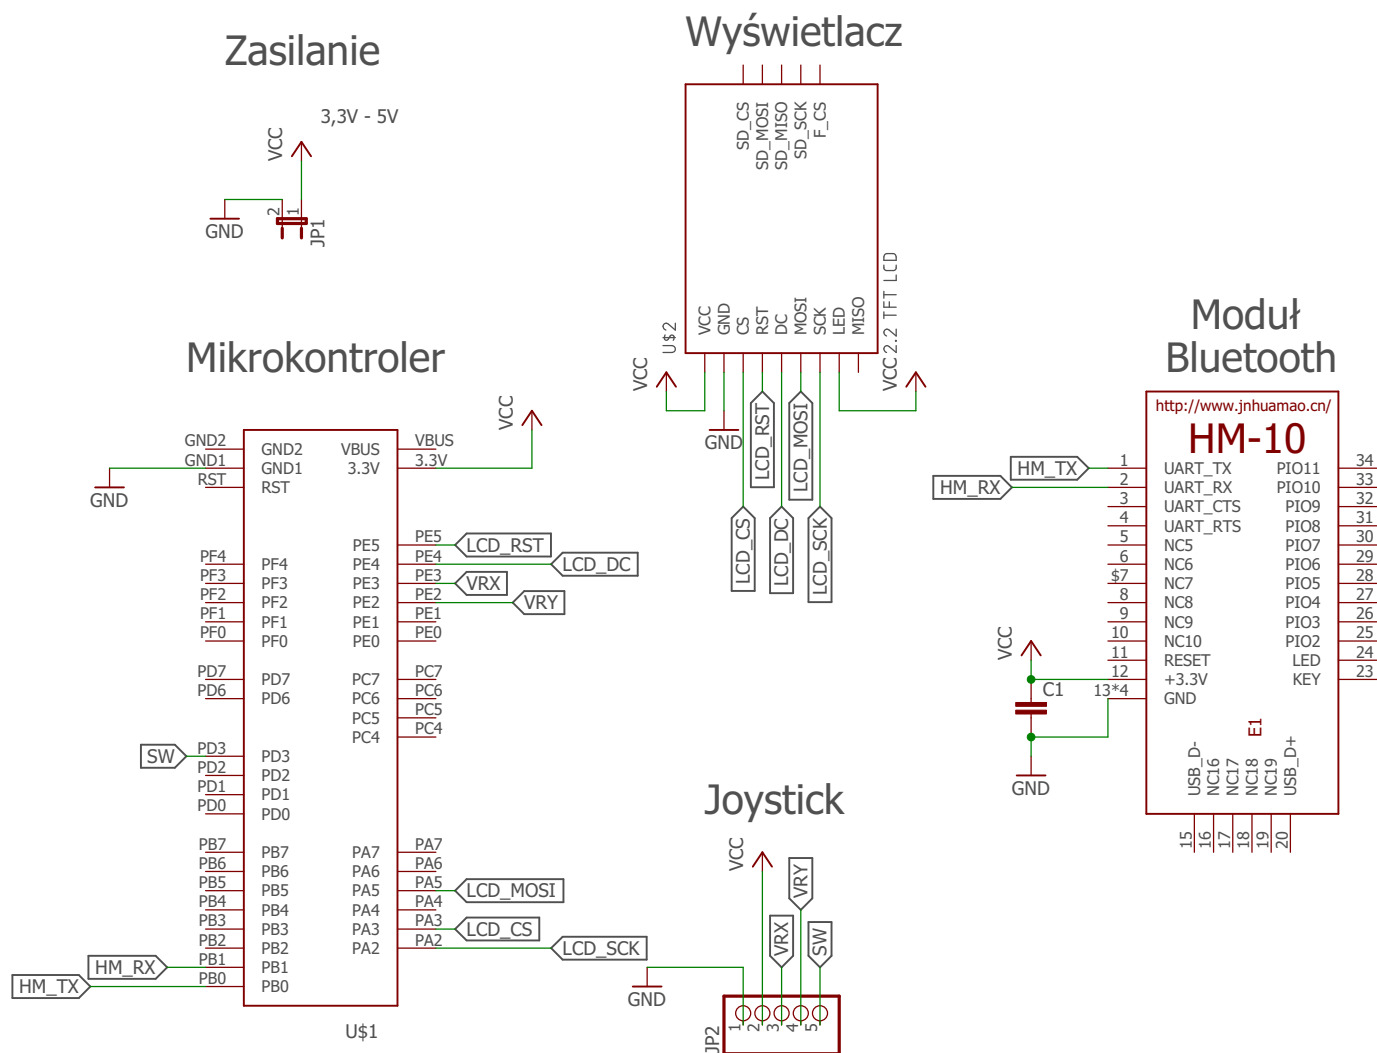 Zasilanie
3,3V - 5V
VCC
GND
2
1
JP1
Wyświetlacz
SD_CS
SD_MOSI
SD_MISO
SD_SCK
F_CS
VCC
GND
CS
RST
DC
MOSI
SCK
LED
MISO
U$2
2.2 TFT LCD
VCC
VCC
GND
LCD_CS
LCD_RST
LCD_DC
LCD_MOSI
LCD_SCK
Mikrokontroler
VCC
GND
GND2 GND2 VBUS VBUS
GND1 GND1 3.3V 3.3V
RST RST
PE5 PE5 LCD_RST
PF4 PF4 PE4 PE4 LCD_DC
PF3 PF3 PE3 PE3 VRX
PF2 PF2 PE2 PE2 VRY
PF1 PF1 PE1 PE1
PF0 PF0 PE0 PE0
PD7 PD7 PC7 PC7
PD6 PD6 PC6 PC6
PC5 PC5
PC4 PC4
SW PD3 PD3
PD2 PD2
PD1 PD1
PD0 PD0
PB7 PB7 PA7 PA7
PB6 PB6 PA6 PA6
PB5 PB5 PA5 PA5 LCD_MOSI
PB4 PB4 PA4 PA4
PB3 PB3 PA3 PA3 LCD_CS
PB2 PB2 PA2 PA2 LCD_SCK
HM_RX PB1 PB1
HM_TX PB0 PB0
U$1
Moduł
Bluetooth
http://www.jnhuamao.cn/
HM-10
HM_TX 1 UART_TX PIO11 34
HM_RX 2 UART_RX PIO10 33
3 UART_CTS PIO9 32
4 UART_RTS PIO8 31
5 NC5 PIO7 30
6 NC6 PIO6 29
$7 NC7 PIO5 28
8 NC8 PIO4 27
9 NC9 PIO3 26
10 NC10 PIO2 25
11 RESET LED 24
12 +3.3V KEY 23
13*4 GND
VCC
C1
GND
E1
USB_D-
NC16
NC17
NC18
NC19
USB_D+
15
16
17
18
19
20
Joystick
VCC
GND
VRX
VRY
SW
JP2
1
2
3
4
5